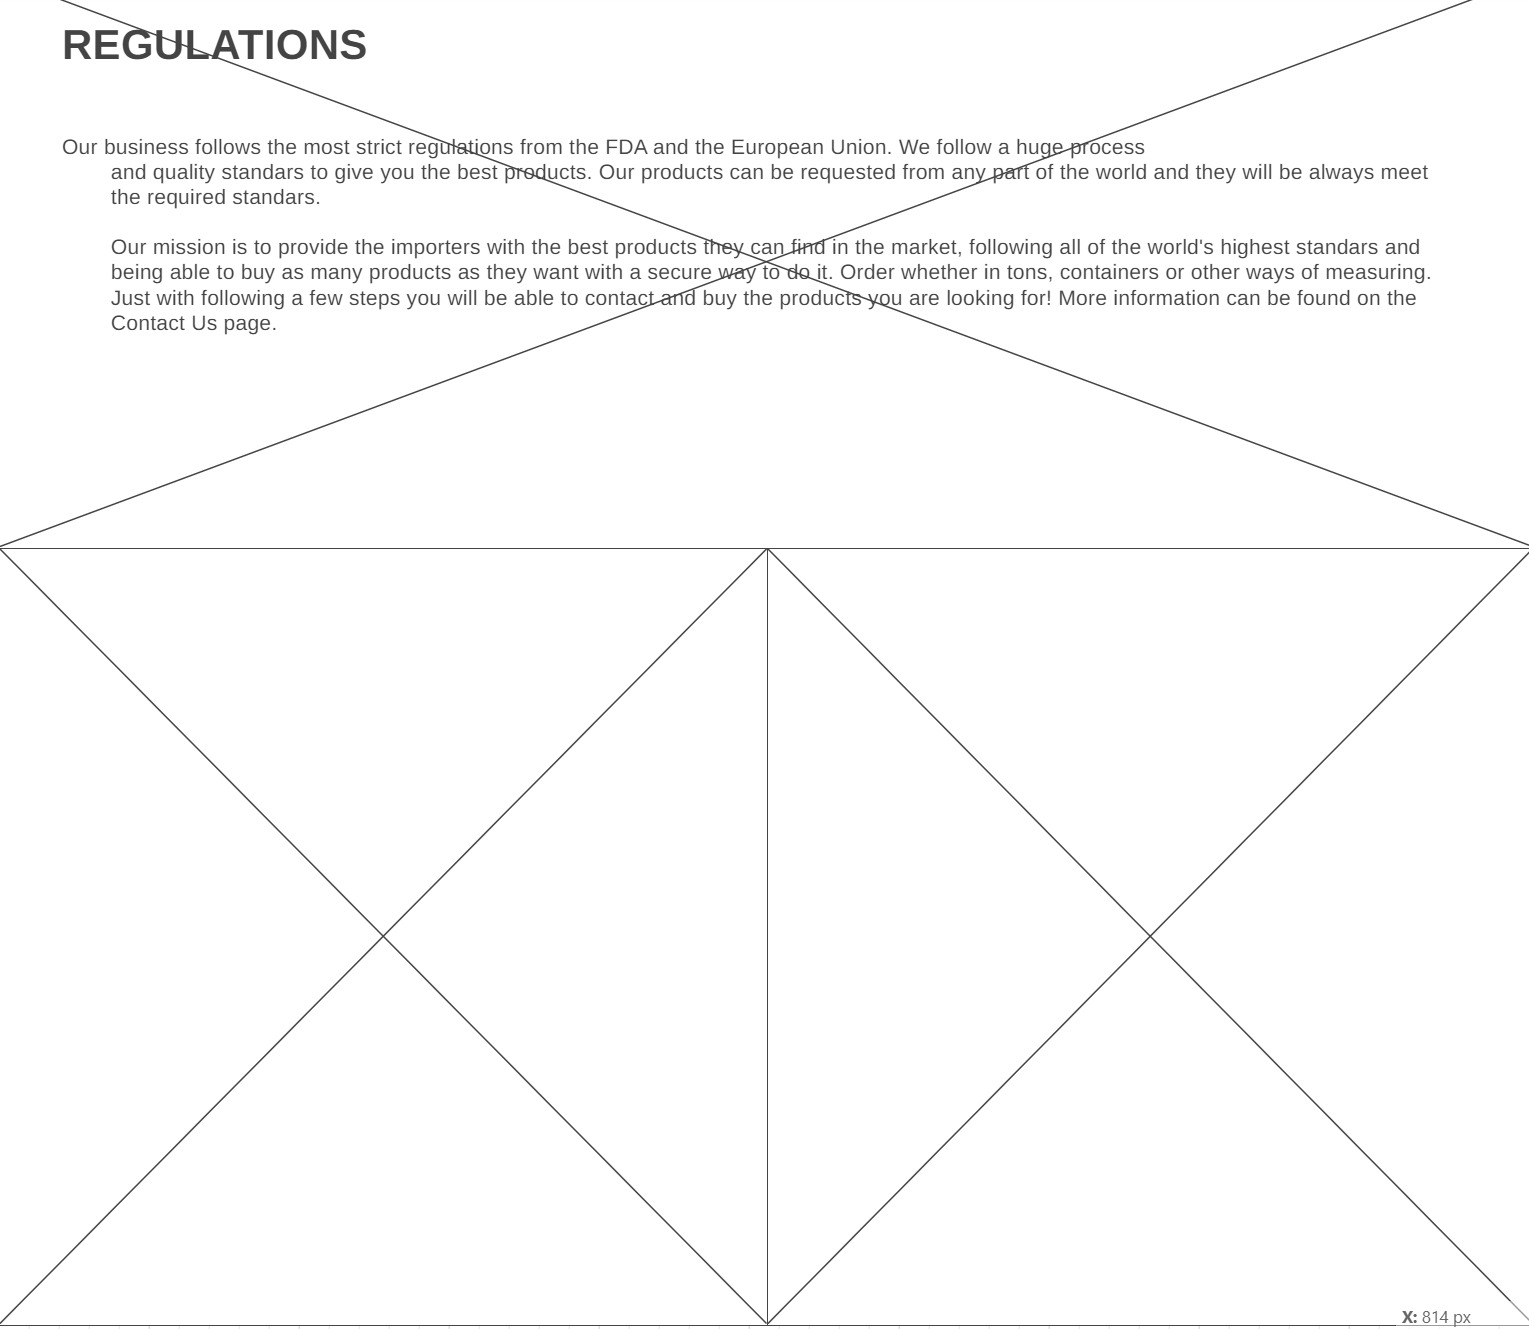 REGULATIONS
Our business follows the most strict regulations from the FDA and the European Union. We follow a huge process
and quality standars to give you the best products. Our products can be requested from any part of the world and they will be always meet
the required standars.
Our mission is to provide the importers with the best products they can find in the market, following all of the world's highest standars and
being able to buy as many products as they want with a secure way to do it. Order whether in tons, containers or other ways of measuring.
Just with following a few steps you will be able to contact and buy the products you are looking for! More information can be found on the
Contact Us page.
X: 814 px